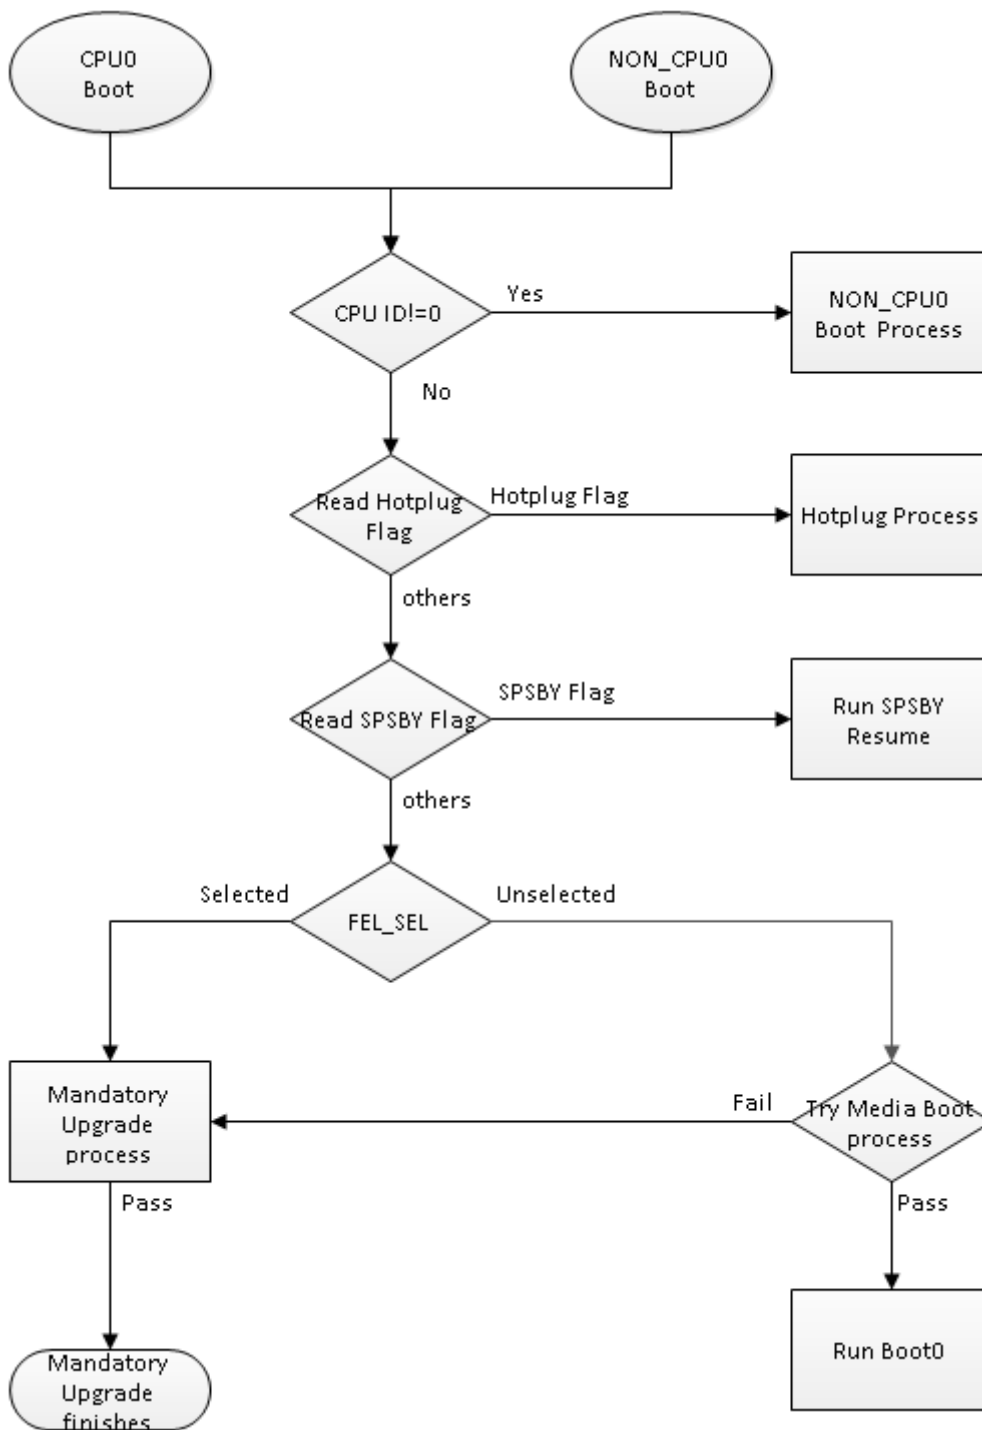 CPU0
Boot
NON_CPU0
Boot
CPU ID!=0
Yes
NON_CPU0
Boot Process
No
Read Hotplug
Flag
Hotplug Flag
Hotplug Process
others
Read SPSBY Flag
SPSBY Flag
Run SPSBY
Resume
others
Selected
FEL_SEL
Unselected
Mandatory
Upgrade
process
Fail
Try Media Boot
process
Pass
Pass
Mandatory
Upgrade
finishes
Run Boot0